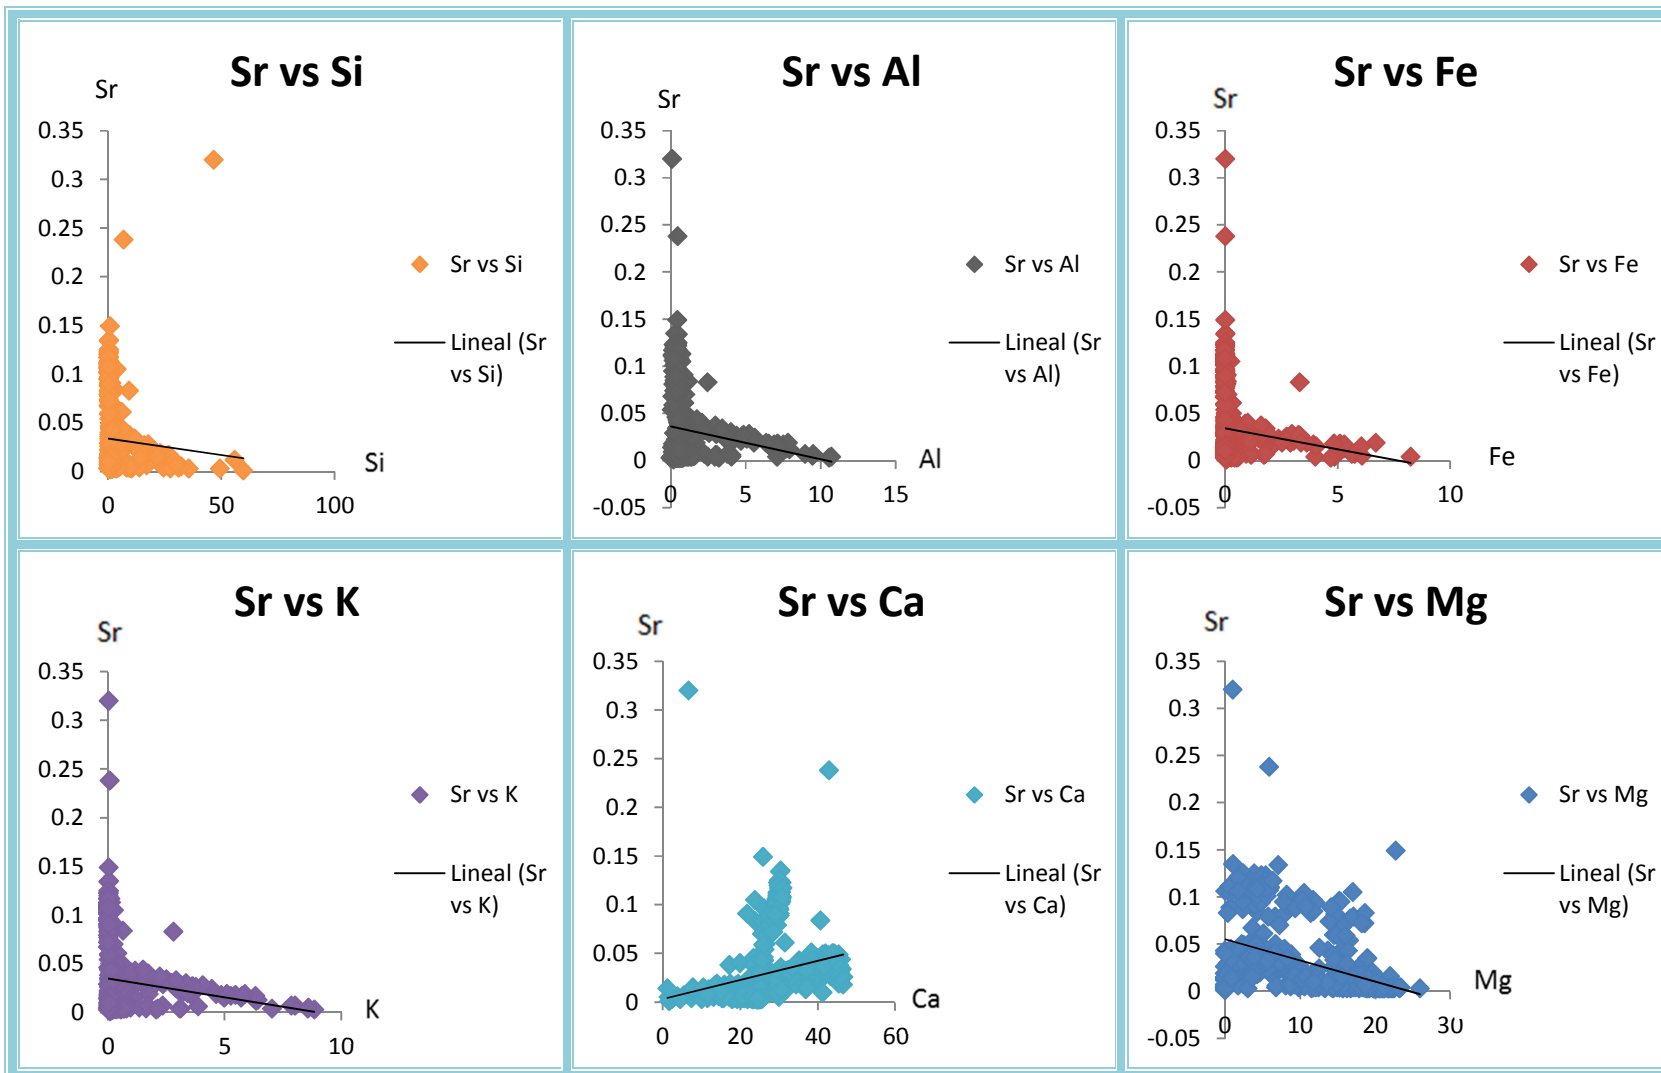 Sr vs Si
Sr
0.35
0.3
0.25
0.2
0.15
0.1
0.05
0
0 50 100
Si
Sr vs Si
Lineal (Sr
vs Si)
Sr vs Al
Sr
0.35
0.3
0.25
0.2
0.15
0.1
0.05
0
-0.05
0 5 10 15
Al
Sr vs Al
Lineal (Sr
vs Al)
Sr vs Fe
Sr
0.35
0.3
0.25
0.2
0.15
0.1
0.05
0
-0.05
0 5 10
Fe
Sr vs Fe
Lineal (Sr
vs Fe)
Sr vs K
Sr
0.35
0.3
0.25
0.2
0.15
0.1
0.05
0
0 5 10
K
Sr vs K
Lineal (Sr
vs K)
Sr vs Ca
Sr
0.35
0.3
0.25
0.2
0.15
0.1
0.05
0
0 20 40 60
Ca
Sr vs Ca
Lineal (Sr
vs Ca)
Sr vs Mg
Sr
0.35
0.3
0.25
0.2
0.15
0.1
0.05
0
-0.05
0 10 20 30
Mg
Sr vs Mg
Lineal (Sr
vs Mg)